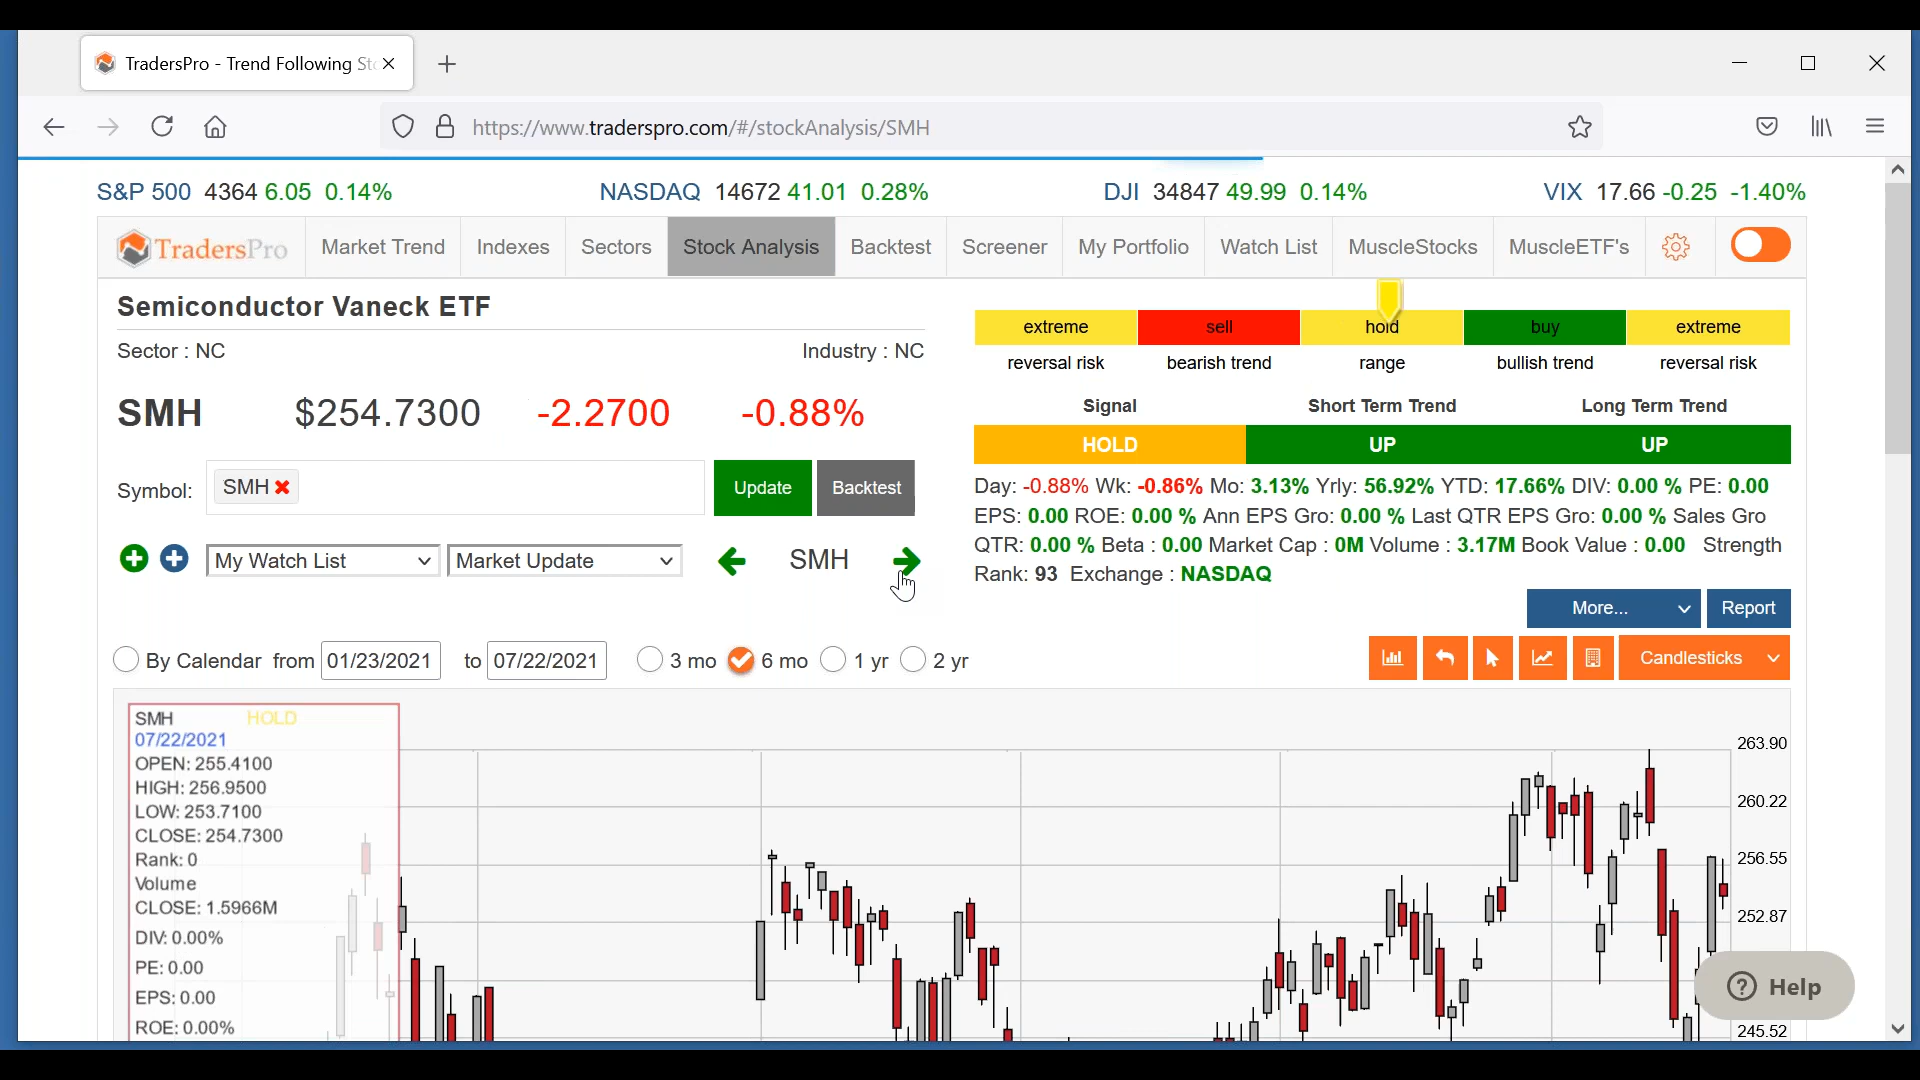 TradersPro - Trend Following St
https://www.traderspro.com/#/stockAnalysis/SMH
S&P 500 4364 6.05 0.14% NASDAQ 14672 41.01 0.28% DJI 34847 49.99 0.14% VIX 17.66 -0.25 -1.40%
TradersPro Market Trend Indexes Sectors Stock Analysis Backtest Screener My Portfolio Watch List MuscleStocks MuscleETF's
Semiconductor Vaneck ETF
extreme sell hold buy extreme
Sector : NC Industry : NC
reversal risk bearish trend range bullish trend reversal risk
SMH $254.7300 -2.2700 -0.88%
Signal Short Term Trend Long Term Trend
HOLD UP UP
Symbol: SMH Update Backtest
Day: -0.88% Wk: -0.86% Mo: 3.13% Yrly: 56.92% YTD: 17.66% DIV: 0.00 % PE: 0.00
EPS: 0.00 ROE: 0.00 % Ann EPS Gro: 0.00 % Last QTR EPS Gro: 0.00 % Sales Gro
QTR: 0.00 % Beta : 0.00 Market Cap : 0M Volume : 3.17M Book Value : 0.00 Strength
Rank: 93 Exchange : NASDAQ
My Watch List Market Update SMH
More... Report
By Calendar from 01/23/2021 to 07/22/2021 3 mo 6 mo 1 yr 2 yr
Candlesticks
SMH HOLD
07/22/2021
OPEN: 255.4100
HIGH: 256.9500
LOW: 253.7100
CLOSE: 254.7300
Rank: 0
Volume
CLOSE: 1.5966M
DIV: 0.00%
PE: 0.00
EPS: 0.00
ROE: 0.00%
263.90
260.22
256.55
252.87
245.52
Help